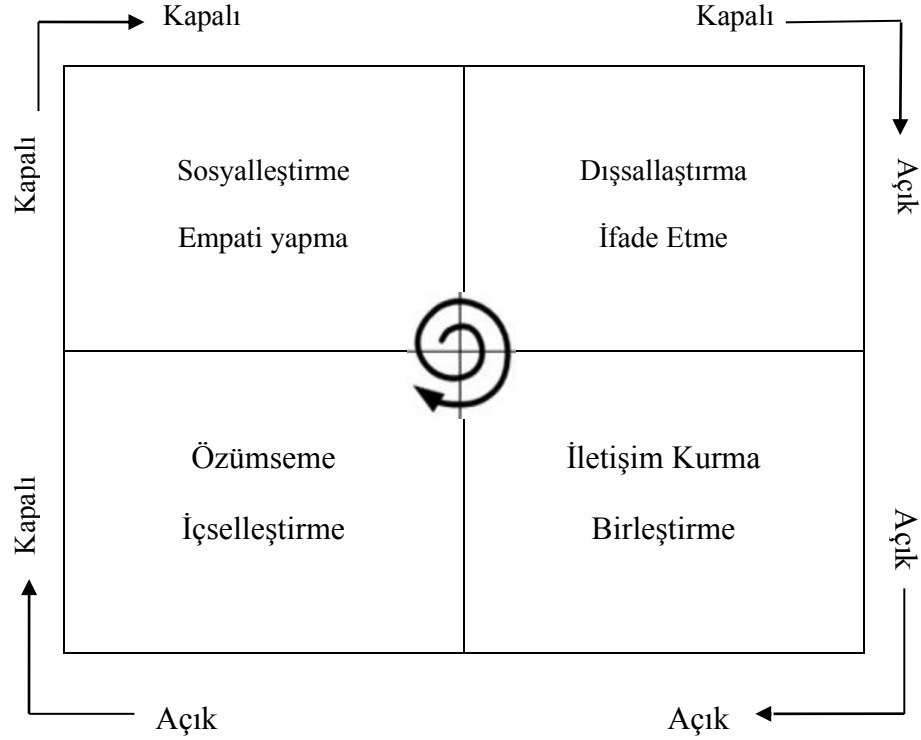 Kapalı
Kapalı
Kapalı
Açık
Sosyalleştirme
Empati yapma
Dışsallaştırma
İfade Etme
Özümseme
İçselleştirme
İletişim Kurma
Birleştirme
Kapalı
Açık
Açık
Açık